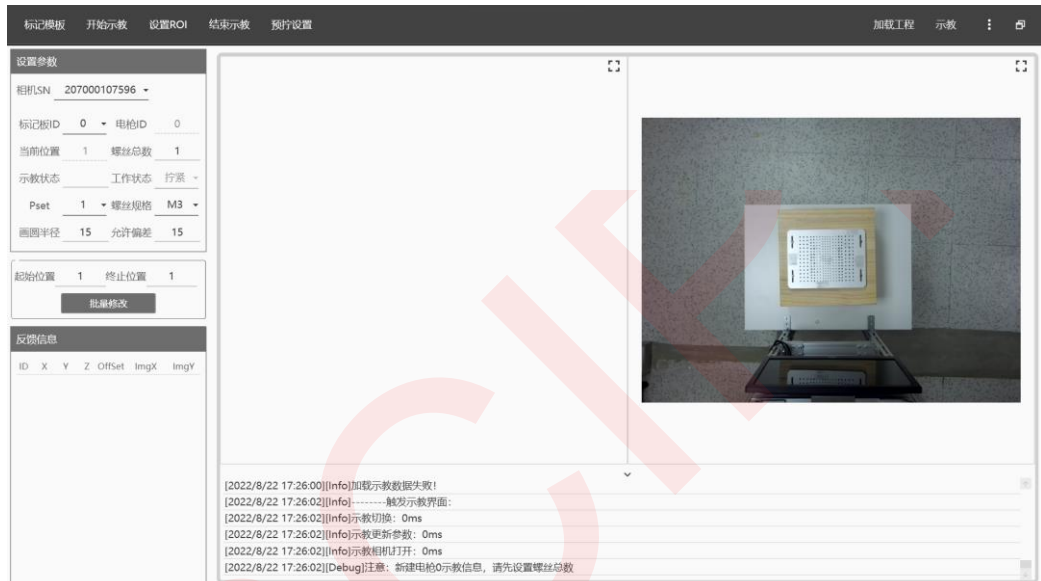 标记模板 开始示教 设置ROI 结束示教 预拧设置 加载工程 示教
设置参数
相机SN 207000107596
标记板ID 0 电枪ID 0
当前位置 1 螺丝总数 1
示教状态 工作状态 拧紧
Pset 1 螺丝规格 M3
画圆半径 15 允许偏差 15
起始位置 1 终止位置 1
批量修改
反馈信息
ID X Y Z OffSet ImgX ImgY
[2022/8/22 17:26:00][Info]加载示教数据失败!
[2022/8/22 17:26:02][Info]--------触发示教界面:
[2022/8/22 17:26:02][Info]示教切换: 0ms
[2022/8/22 17:26:02][Info]示教更新参数: 0ms
[2022/8/22 17:26:02][Info]示教相机打开: 0ms
[2022/8/22 17:26:02][Debug]注意: 新建电枪0示教信息, 请先设置螺丝总数